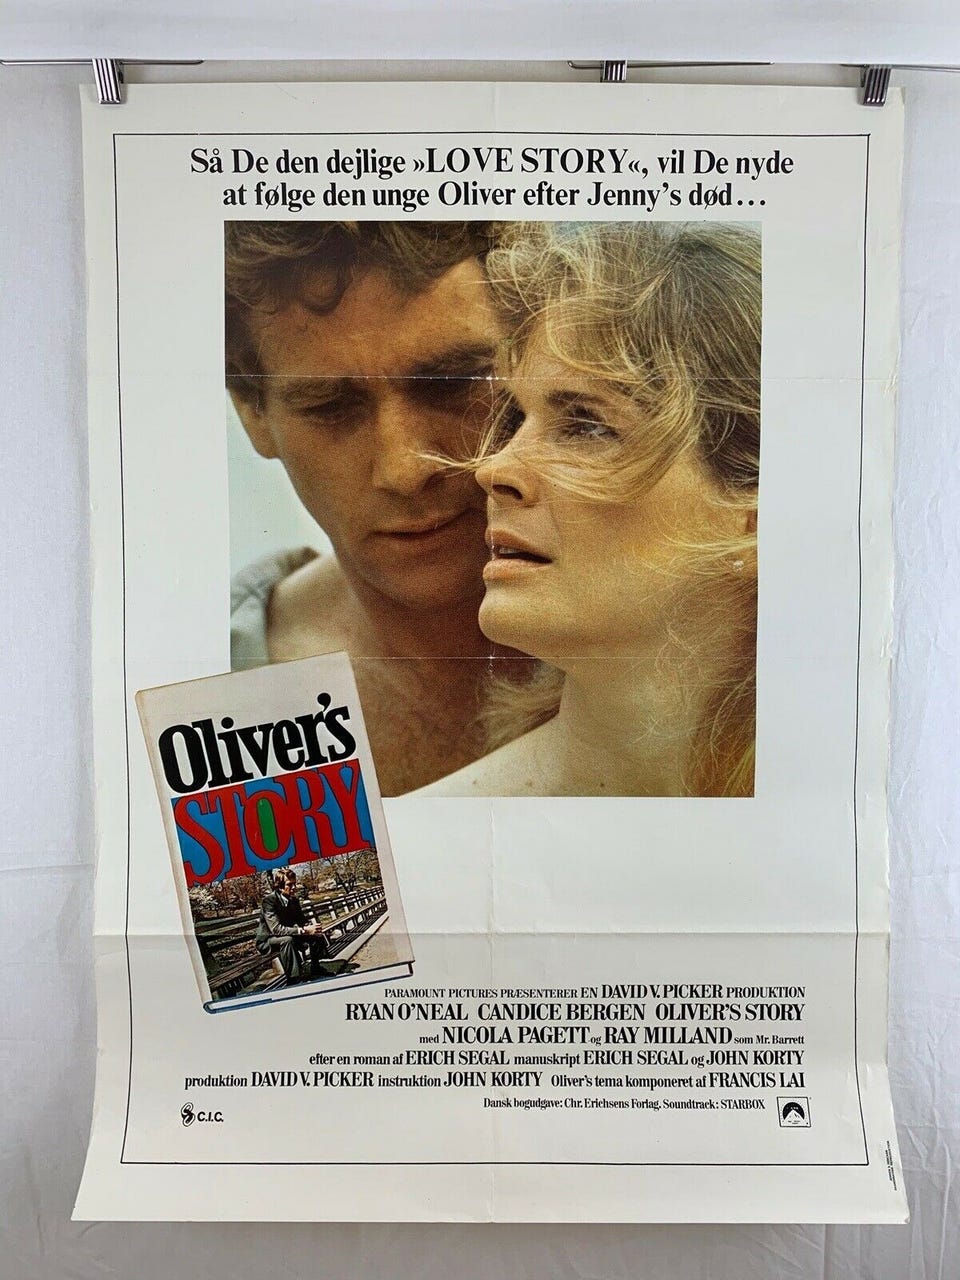 Så De den dejlige »LOVE STORY«, vil De nyde
at følge den unge Oliver efter Jenny's død...
Oliver's
STORY
PARAMOUNT PICTURES PRÆSENTERER EN DAVID V. PICKER PRODUKTION
RYAN O'NEAL CANDICE BERGEN OLIVER'S STORY
med NICOLA PAGETT og RAY MILLAND som Mr. Barrett
efter en roman af ERICH SEGAL manuskript ERICH SEGAL og JOHN KORTY
produktion DAVID V. PICKER instruktion JOHN KORTY Oliver's tema komponeret af FRANCIS LAI
Dansk bogudgave: Chr. Erichsens Forlag. Soundtrack: STARBOX
C.I.C.